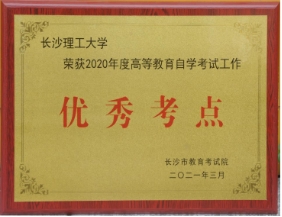 长沙理工大学
荣获2020年度高等教育自学考试工作
优秀考点
长沙市教育考试院
二〇二一年三月